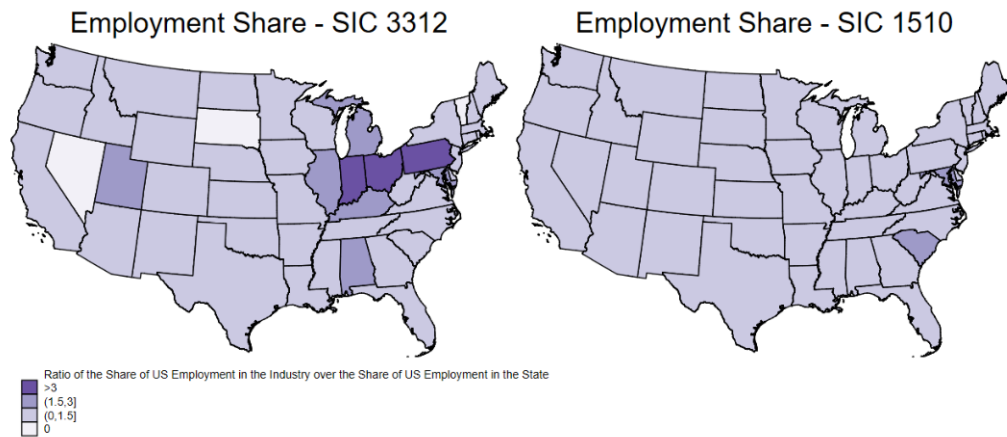 Employment Share - SIC 3312
Employment Share - SIC 1510
Ratio of the Share of US Employment in the Industry over the Share of US Employment in the State
>3
(1.5,3]
(0,1.5]
0